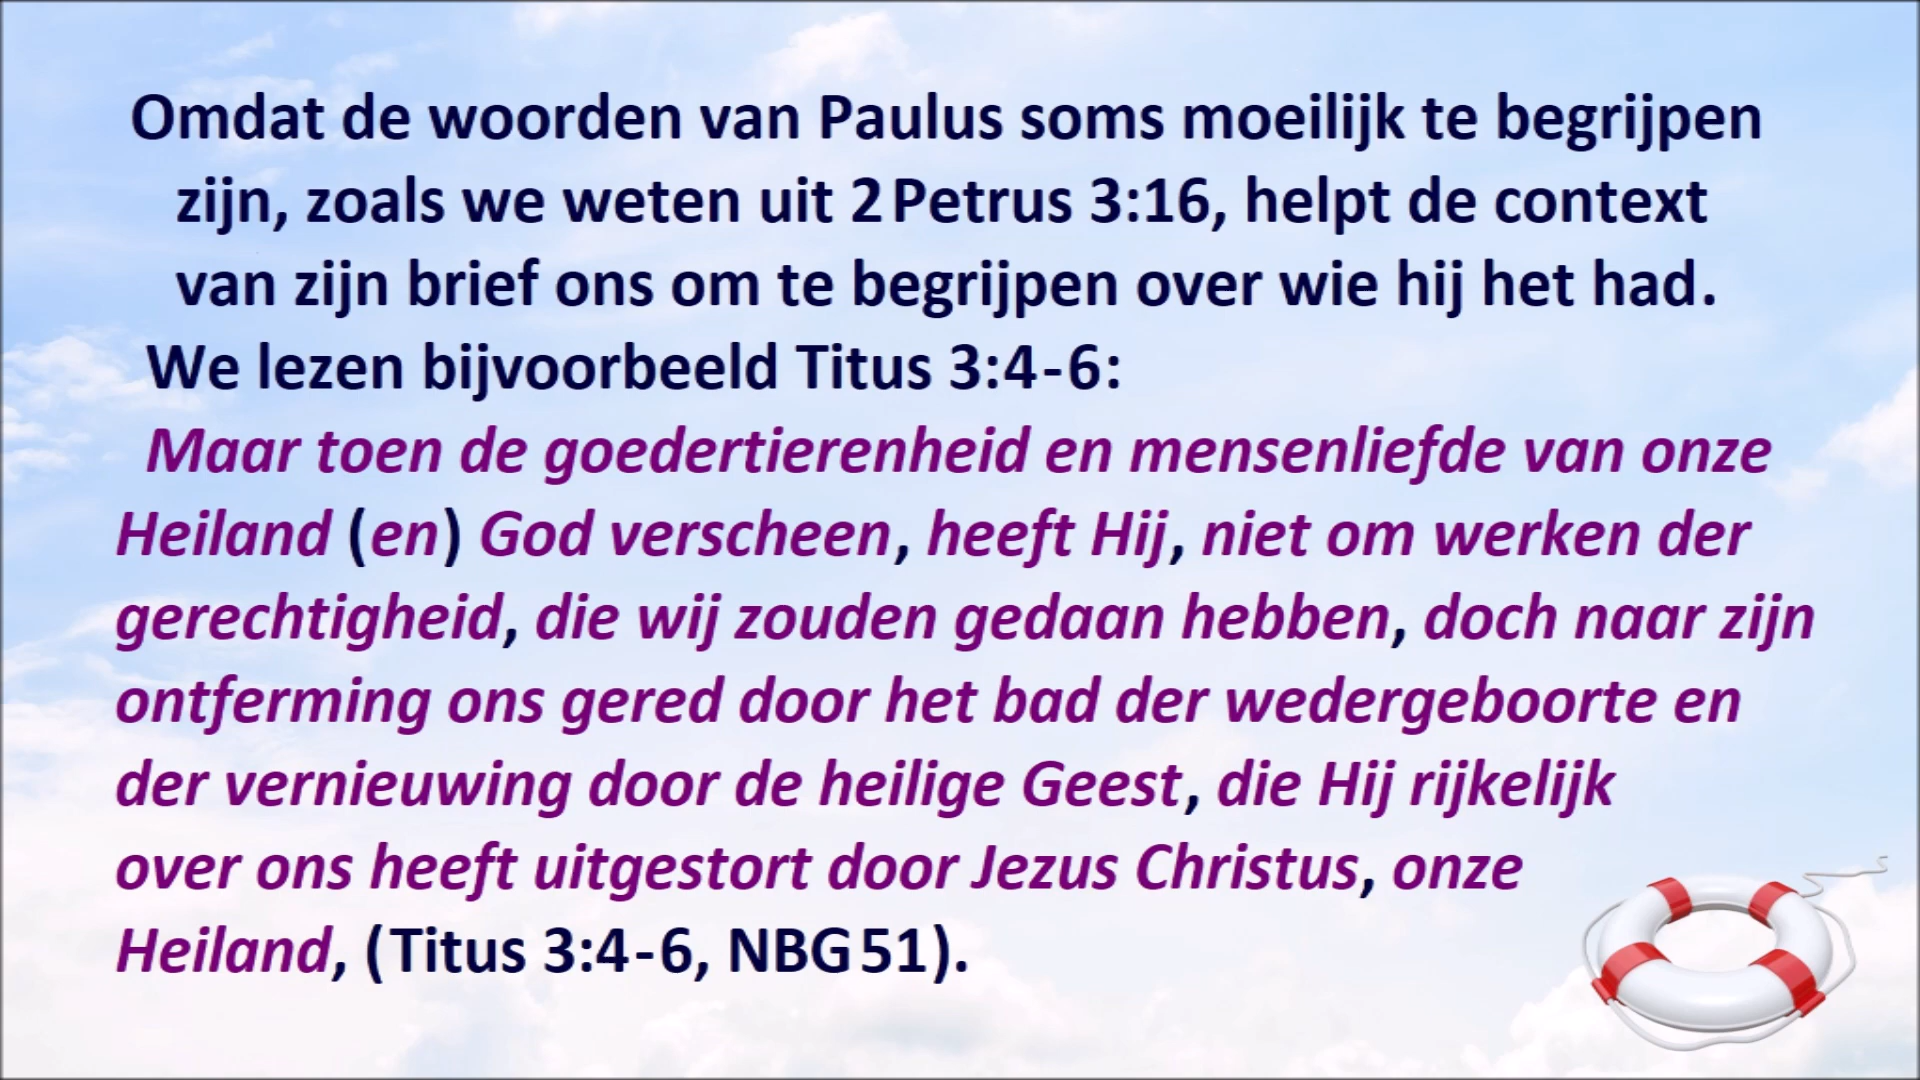 Omdat de woorden van Paulus soms moeilijk te begrijpen
zijn, zoals we weten uit 2 Petrus 3:16, helpt de context
van zijn brief ons om te begrijpen over wie hij het had.
We lezen bijvoorbeeld Titus 3:4-6:
Maar toen de goedertierenheid en mensenliefde van onze
Heiland (en) God verscheen, heeft Hij, niet om werken der
gerechtigheid, die wij zouden gedaan hebben, doch naar zijn
ontferming ons gered door het bad der wedergeboorte en
der vernieuwing door de heilige Geest, die Hij rijkelijk
over ons heeft uitgestort door Jezus Christus, onze
Heiland, (Titus 3:4-6, NBG51).